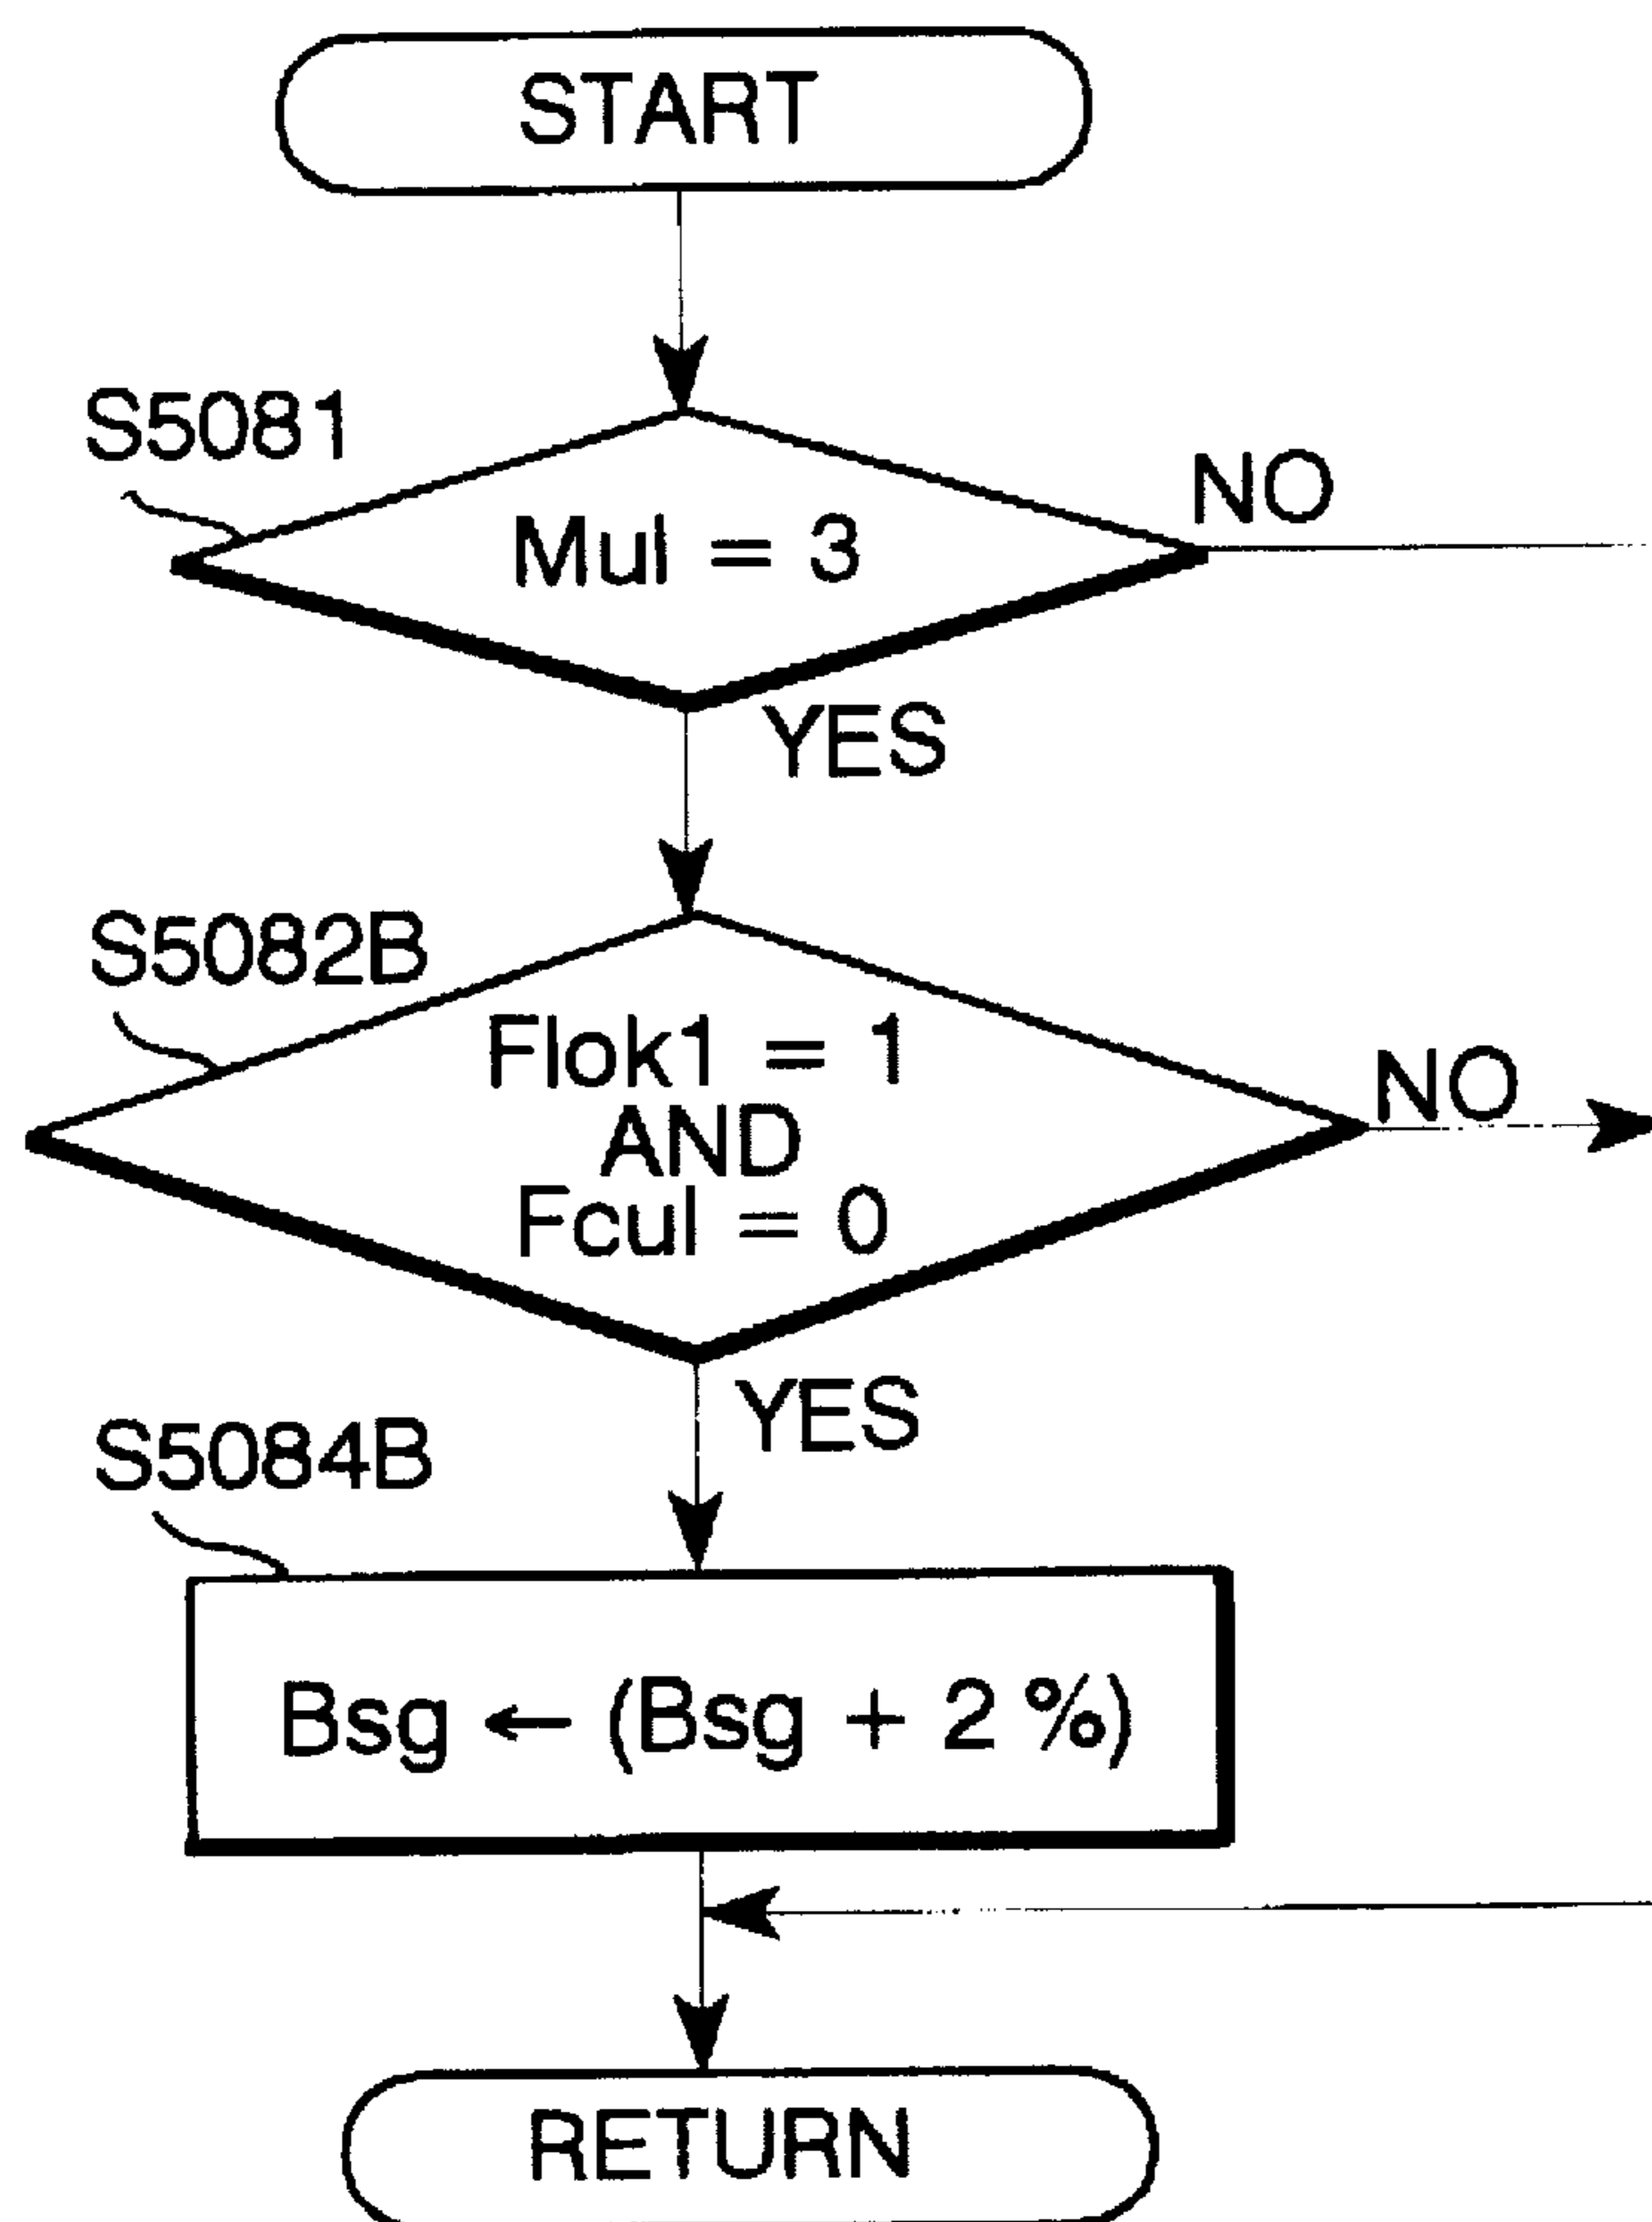 START
S5081
Mul = 3
NO
YES
S5082B
Flok1 = 1
AND
Fcul = 0
NO
YES
S5084B
Bsg ← (Bsg + 2 %)
RETURN